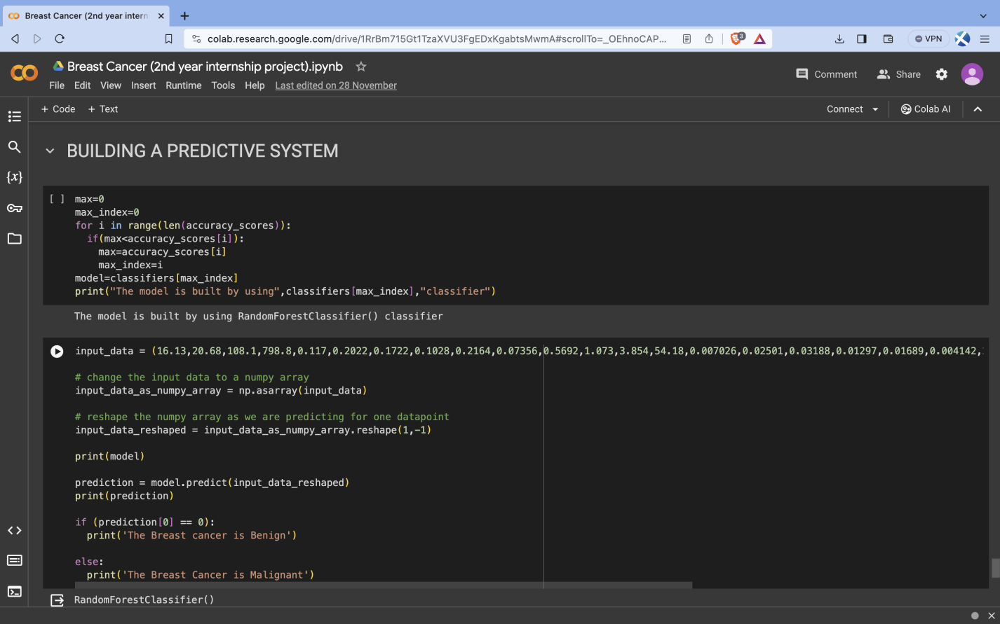 Breast Cancer (2nd year intern
colab.research.google.com/drive/1RrBm715Gt1TzaXVU3FgEDxKgabtsMwmA#scrollTo=_OEhnoCAP...
3
VPN
Breast Cancer (2nd year internship project).ipynb
Comment
Share
File Edit View Insert Runtime Tools Help Last edited on 28 November
+ Code + Text
Connect
Colab AI
BUILDING A PREDICTIVE SYSTEM
{x}
[ ] max=0
max_index=0
for i in range(len(accuracy_scores)):
  if(max<accuracy_scores[i]):
    max=accuracy_scores[i]
    max_index=i
model=classifiers[max_index]
print("The model is built by using",classifiers[max_index],"classifier")
The model is built by using RandomForestClassifier() classifier
input_data = (16.13,20.68,108.1,798.8,0.117,0.2022,0.1722,0.1028,0.2164,0.07356,0.5692,1.073,3.854,54.18,0.007026,0.02501,0.03188,0.01297,0.01689,0.004142,
# change the input data to a numpy array
input_data_as_numpy_array = np.asarray(input_data)
# reshape the numpy array as we are predicting for one datapoint
input_data_reshaped = input_data_as_numpy_array.reshape(1,-1)
print(model)
prediction = model.predict(input_data_reshaped)
print(prediction)
if (prediction[0] == 0):
  print('The Breast cancer is Benign')
else:
  print('The Breast Cancer is Malignant')
RandomForestClassifier()